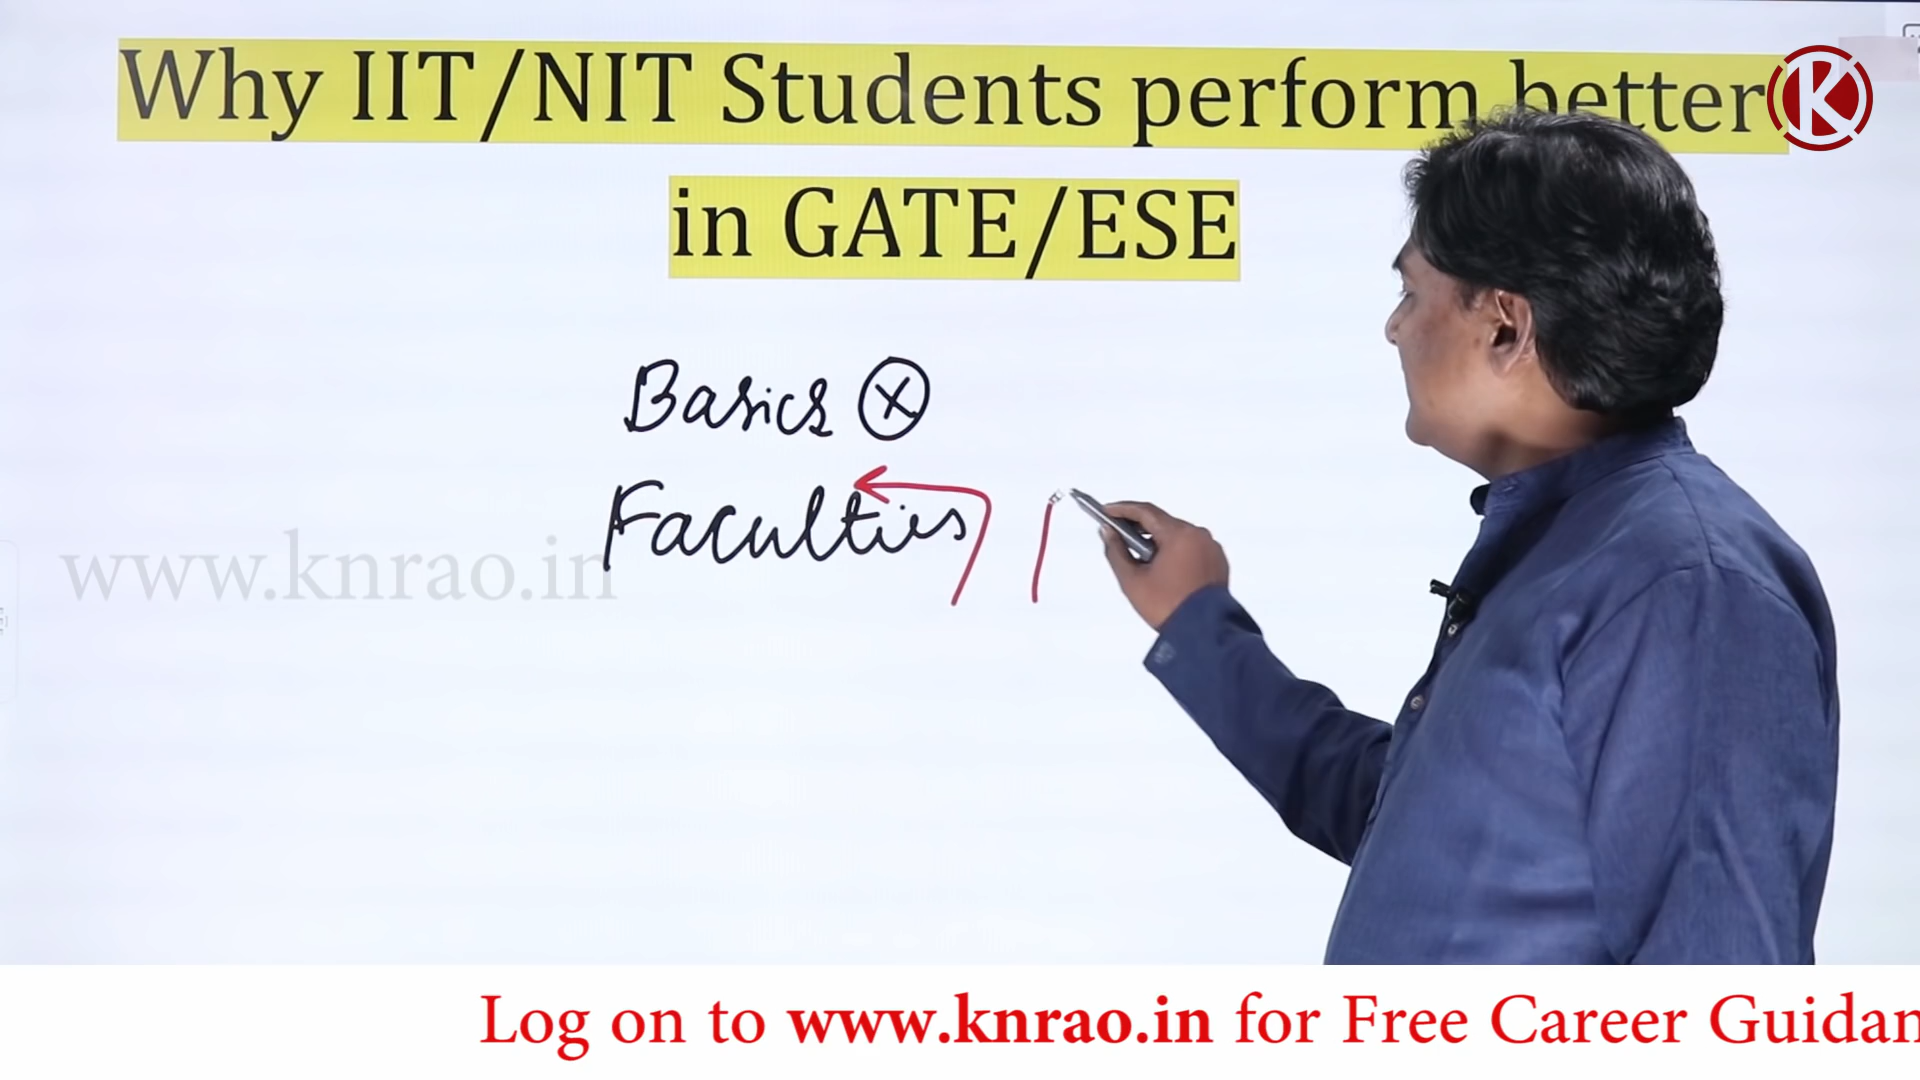 Why IIT/NIT Students perform better
K
in GATE/ESE
Basics X
Faculties
www.knrao.in
Log on to www.knrao.in for Free Career Guidan